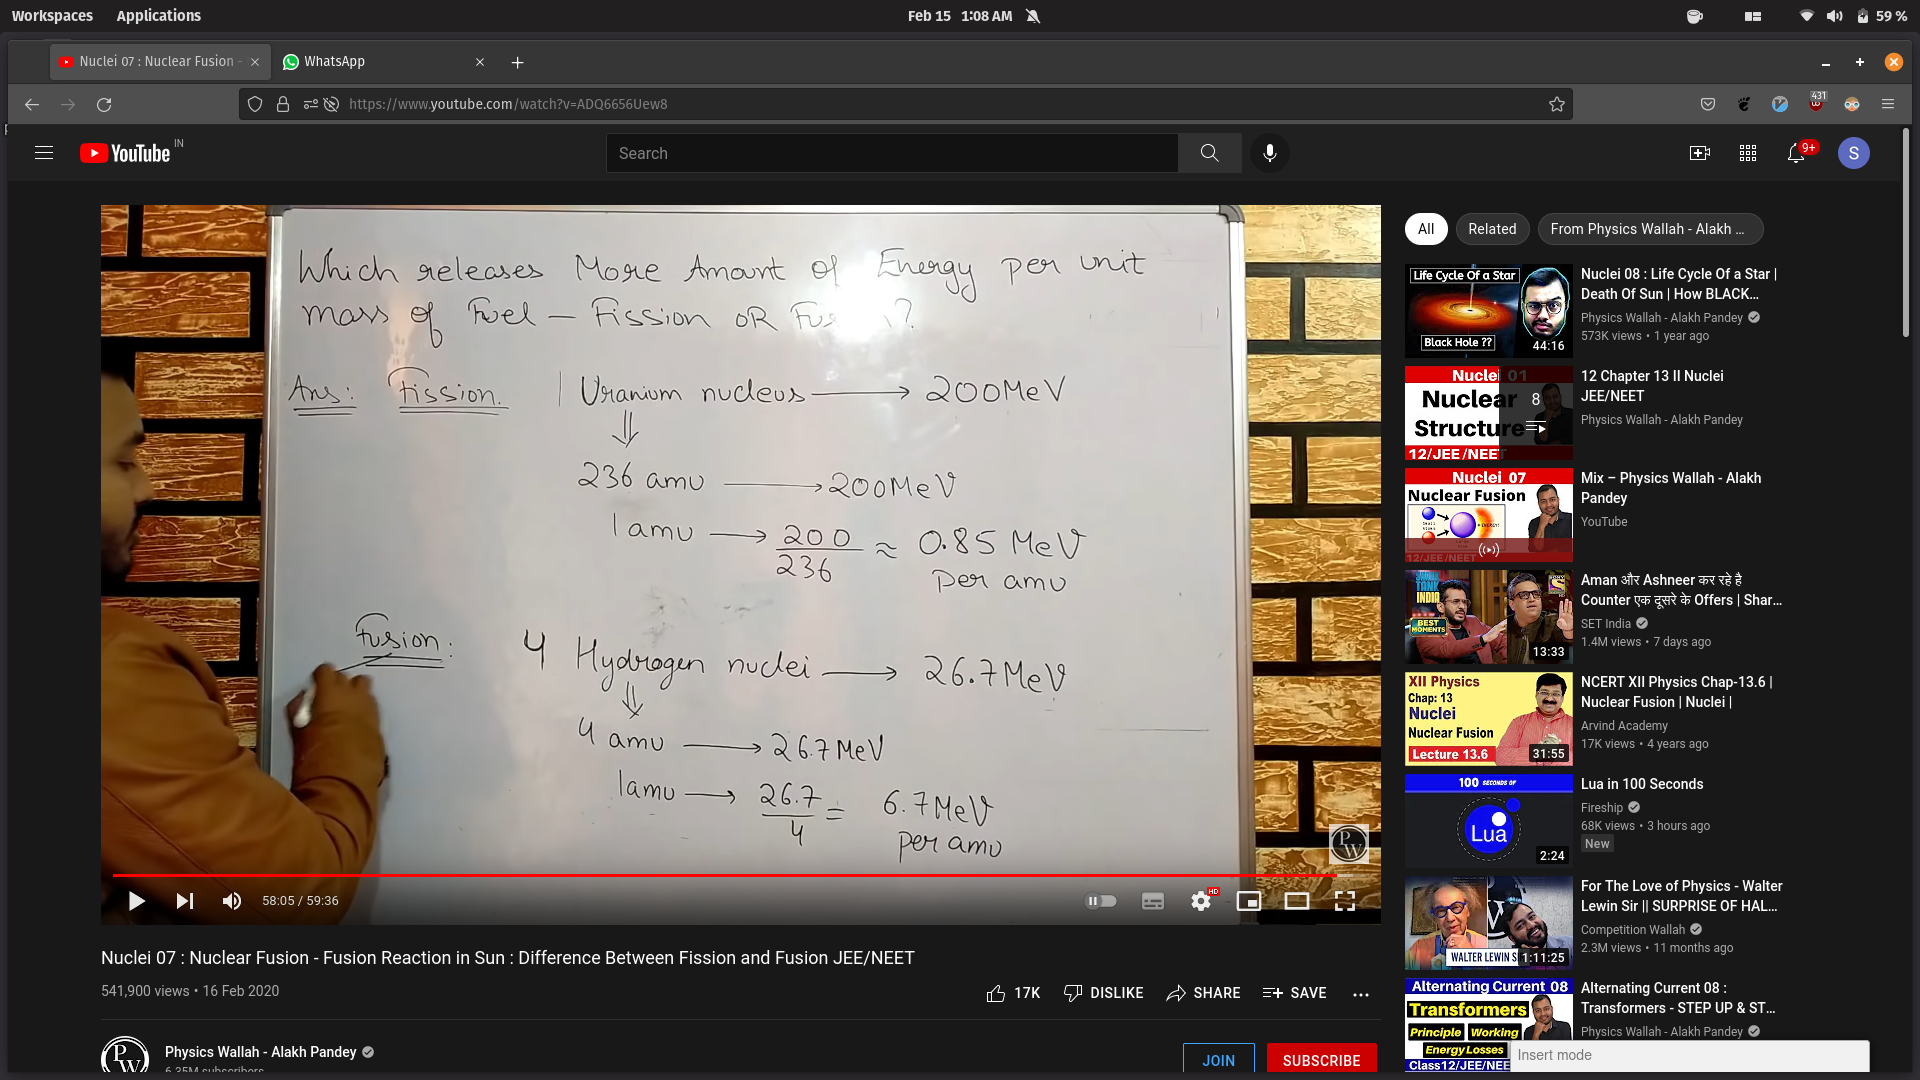 Workspaces Applications Feb 15 1:08 AM 59 %
Nuclei 07 : Nuclear Fusion - WhatsApp
https://www.youtube.com/watch?v=ADQ6656Uew8 431
YouTube IN Search 9+ S
Which releases More Amount of Energy per unit
mass of Fuel — Fission OR
Ans: Fission. 1 Uranium nucleus ⟶ 200MeV
⇓
236 amu ⟶ 200MeV
1 amu ⟶ 200/236 ≈ 0.85 MeV
per amu
Fusion: 4 Hydrogen nuclei ⟶ 26.7MeV
⇓
4 amu ⟶ 26.7MeV
1amu ⟶ 26.7/4 = 6.7MeV
per amu
PW
58:05 / 59:36 HD
Nuclei 07 : Nuclear Fusion - Fusion Reaction in Sun : Difference Between Fission and Fusion JEE/NEET
541,900 views • 16 Feb 2020 17K DISLIKE SHARE SAVE ...
PW
Physics Wallah - Alakh Pandey
6.35M subscribers
JOIN SUBSCRIBE
All Related From Physics Wallah - Alakh ...
Life Cycle Of a Star
Black Hole ??
44:16
Nuclei 08 : Life Cycle Of a Star |
Death Of Sun | How BLACK...
Physics Wallah - Alakh Pandey
573K views • 1 year ago
Nuclei 01
Nuclear
Structure
12/JEE/NEET
8
12 Chapter 13 II Nuclei
JEE/NEET
Physics Wallah - Alakh Pandey
Nuclei 07
Nuclear Fusion
12/JEE/NEET
Mix – Physics Wallah - Alakh
Pandey
YouTube
SHARK TANK INDIA
BEST MOMENTS
13:33
Aman और Ashneer कर रहे है
Counter एक दूसरे के Offers | Shar...
SET India
1.4M views • 7 days ago
XII Physics
Chap: 13
Nuclei
Nuclear Fusion
Lecture 13.6
31:55
NCERT XII Physics Chap-13.6 |
Nuclear Fusion | Nuclei |
Arvind Academy
17K views • 4 years ago
100 SECONDS OF
Lua
2:24
Lua in 100 Seconds
Fireship
68K views • 3 hours ago
New
WALTER LEWIN S
1:11:25
For The Love of Physics - Walter
Lewin Sir || SURPRISE OF HAL...
Competition Wallah
2.3M views • 11 months ago
Alternating Current 08
Transformers
Principle Working
Energy Losses
Class12/JEE/NEE
Alternating Current 08 :
Transformers - STEP UP & ST...
Physics Wallah - Alakh Pandey
Insert mode